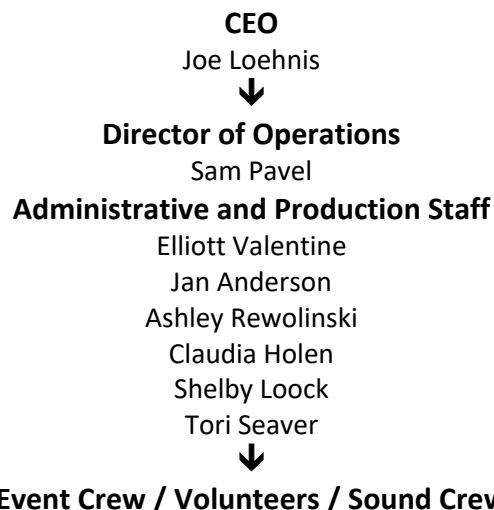 CEO
Joe Loehnis
🡻
Director of Operations
Sam Pavel
Administrative and Production Staff
Elliott Valentine
Jan Anderson
Ashley Rewolinski
Claudia Holen
Shelby Loock
Tori Seaver
🡻
Event Crew / Volunteers / Sound Crew